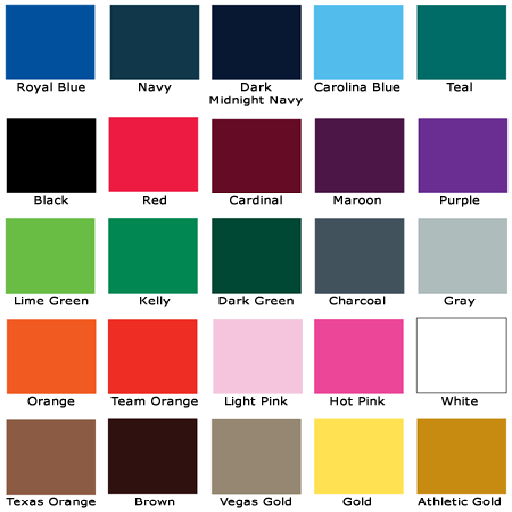 Royal Blue
Navy
Dark
Midnight Navy
Carolina Blue
Teal
Black
Red
Cardinal
Maroon
Purple
Lime Green
Kelly
Dark Green
Charcoal
Gray
Orange
Team Orange
Light Pink
Hot Pink
White
Texas Orange
Brown
Vegas Gold
Gold
Athletic Gold